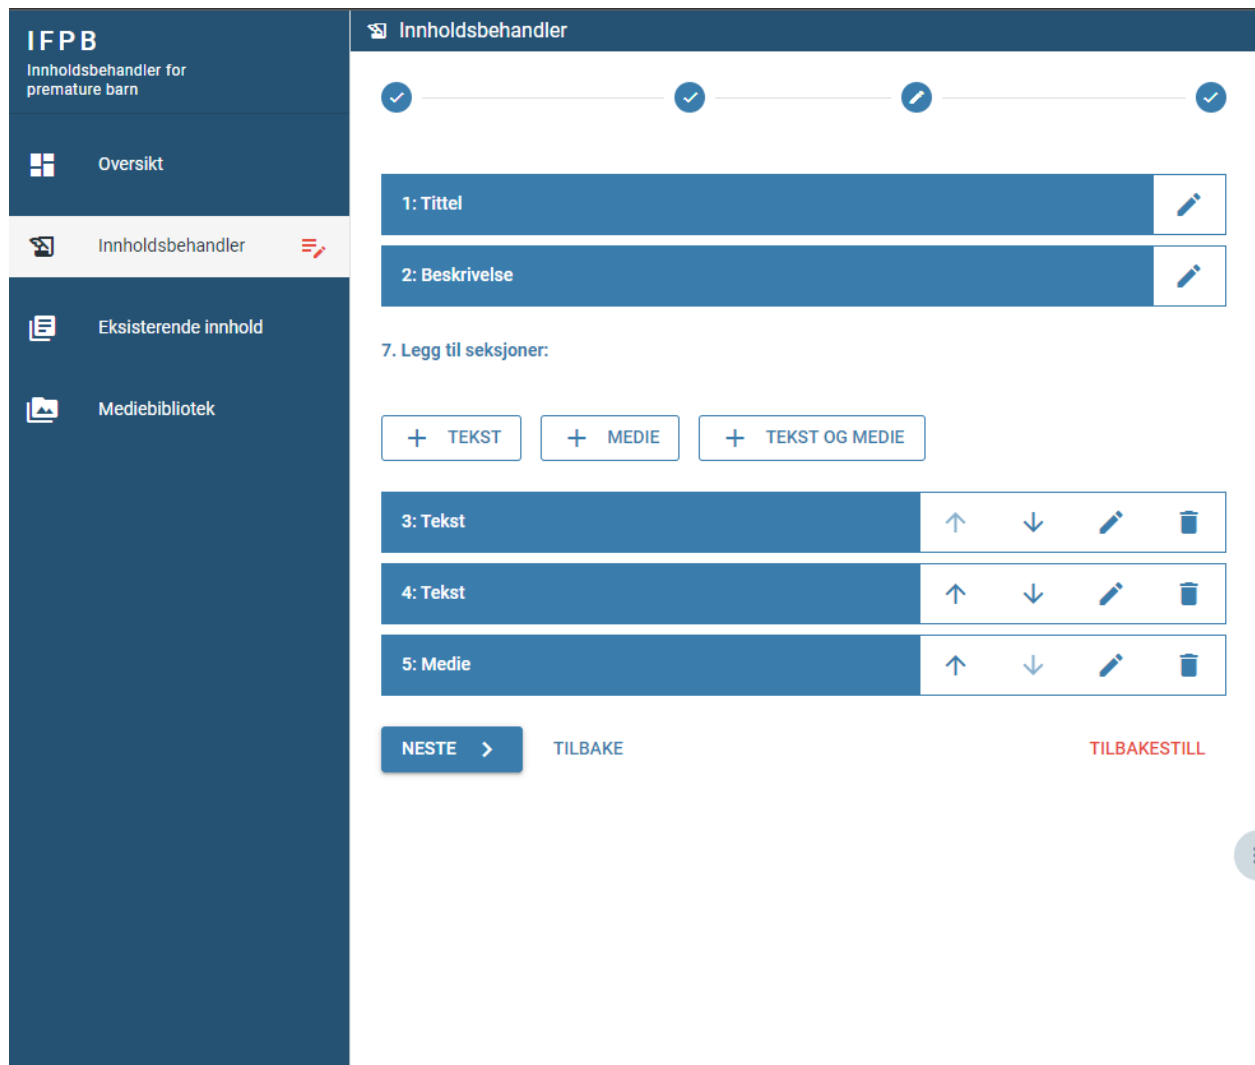 IFPB
Innholdsbehandler for
premature barn
Oversikt
Innholdsbehandler
Eksisterende innhold
Mediebibliotek
Innholdsbehandler
1: Tittel
2: Beskrivelse
7. Legg til seksjoner:
+ TEKST
+ MEDIE
+ TEKST OG MEDIE
3: Tekst
4: Tekst
5: Medie
NESTE
TILBAKE
TILBAKESTILL